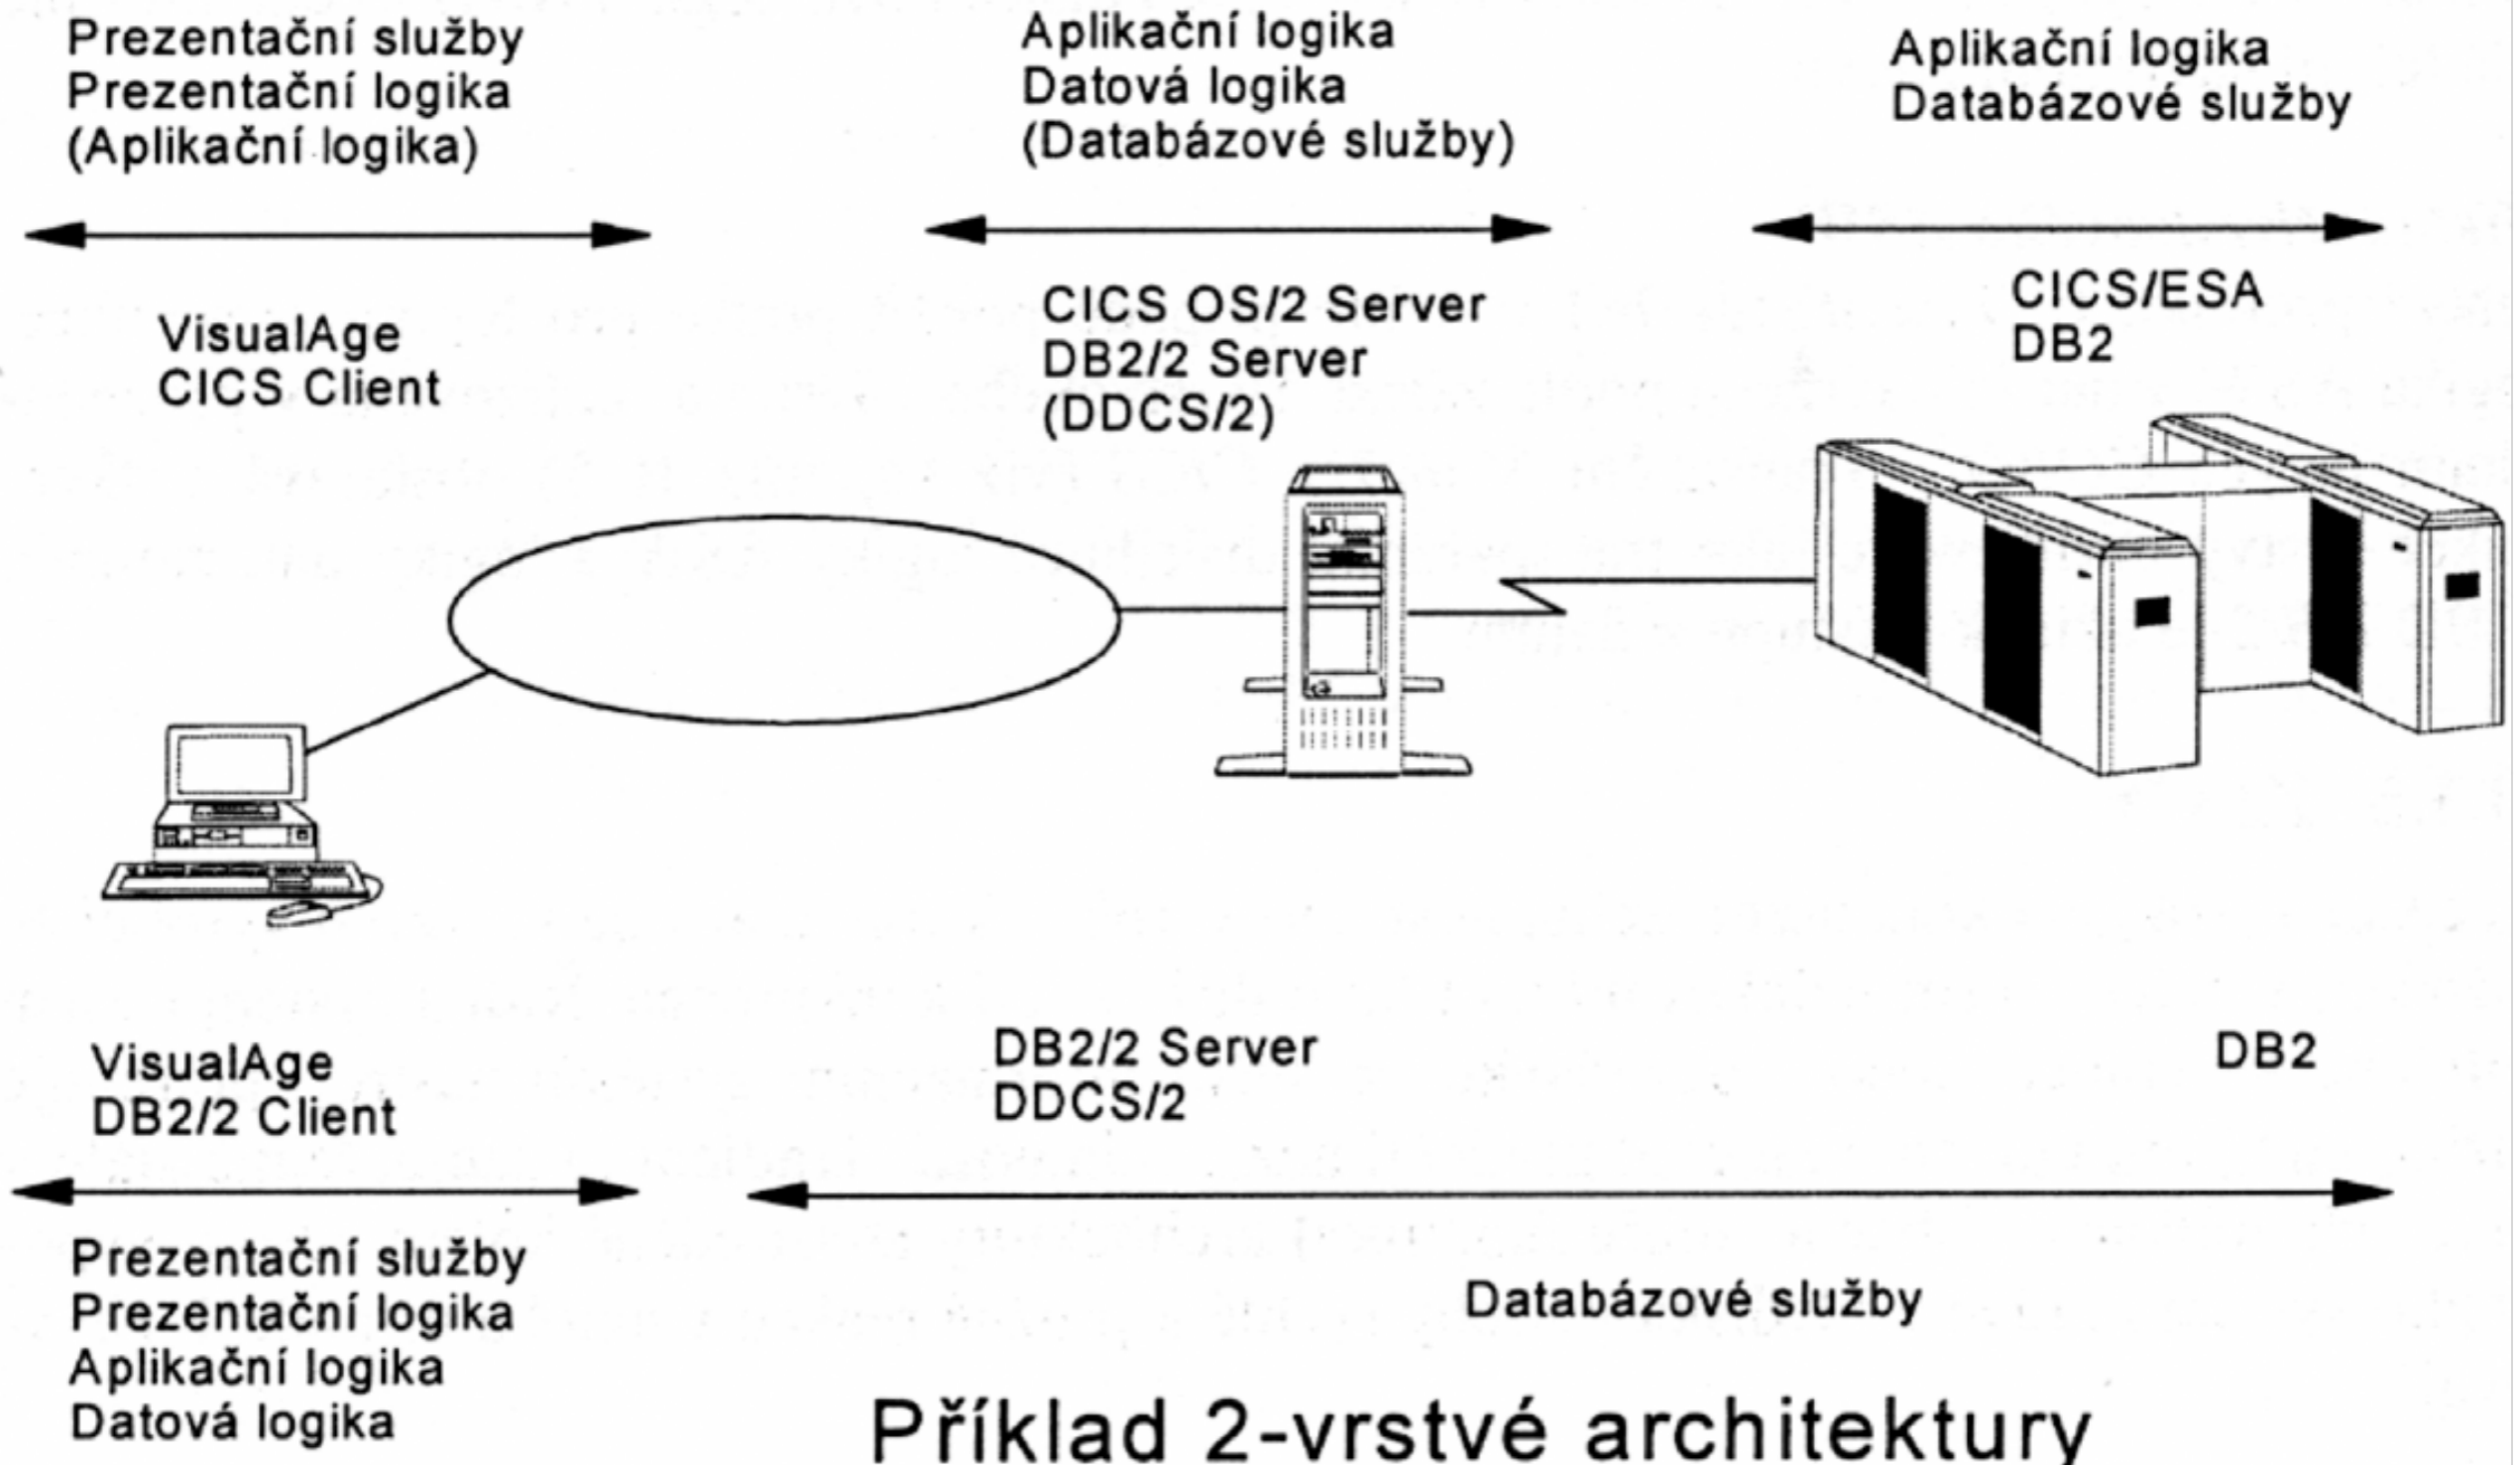 Prezentační služby
Prezentační logika
(Aplikační logika)
Aplikační logika
Datová logika
(Databázové služby)
Aplikační logika
Databázové služby
VisualAge
CICS Client
CICS OS/2 Server
DB2/2 Server
(DDCS/2)
CICS/ESA
DB2
VisualAge
DB2/2 Client
DB2/2 Server
DDCS/2
DB2
Prezentační služby
Prezentační logika
Aplikační logika
Datová logika
Databázové služby
Příklad 2-vrstvé architektury